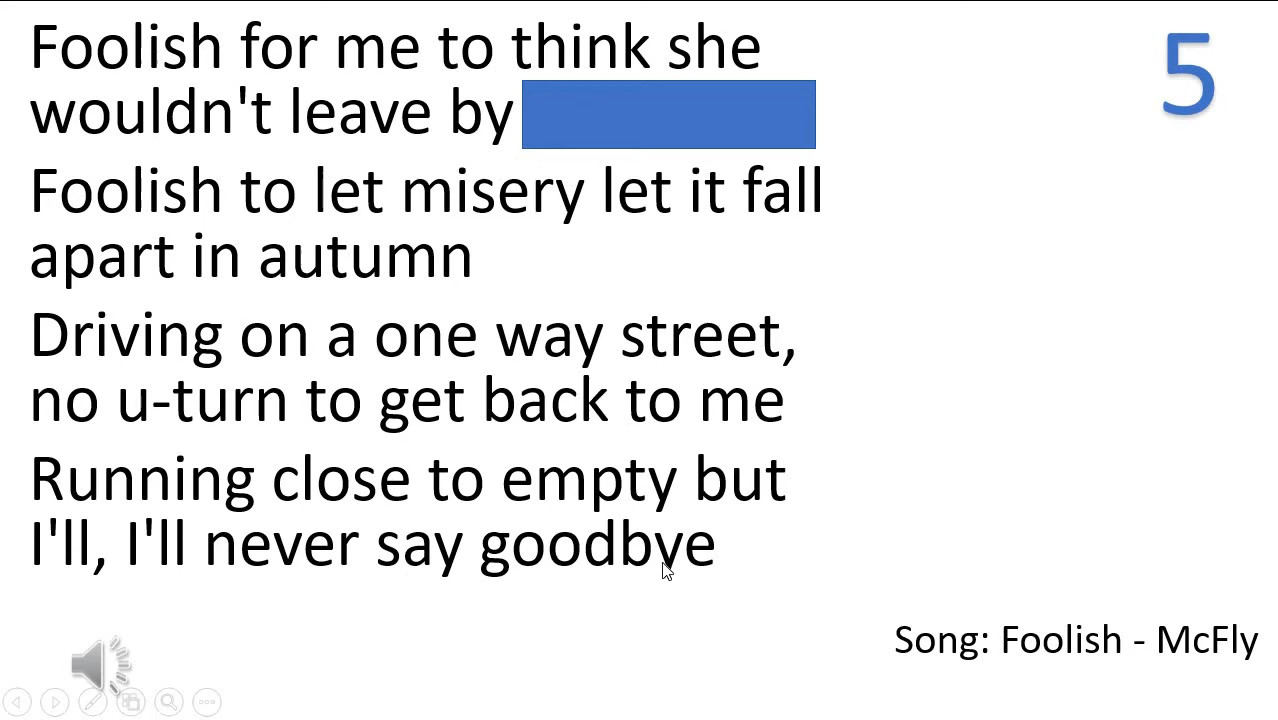 Foolish for me to think she
5
wouldn't leave by
Foolish to let misery let it fall
apart in autumn
Driving on a one way street,
no u-turn to get back to me
Running close to empty but
I'll, I'll never say goodbye
Song: Foolish - McFly